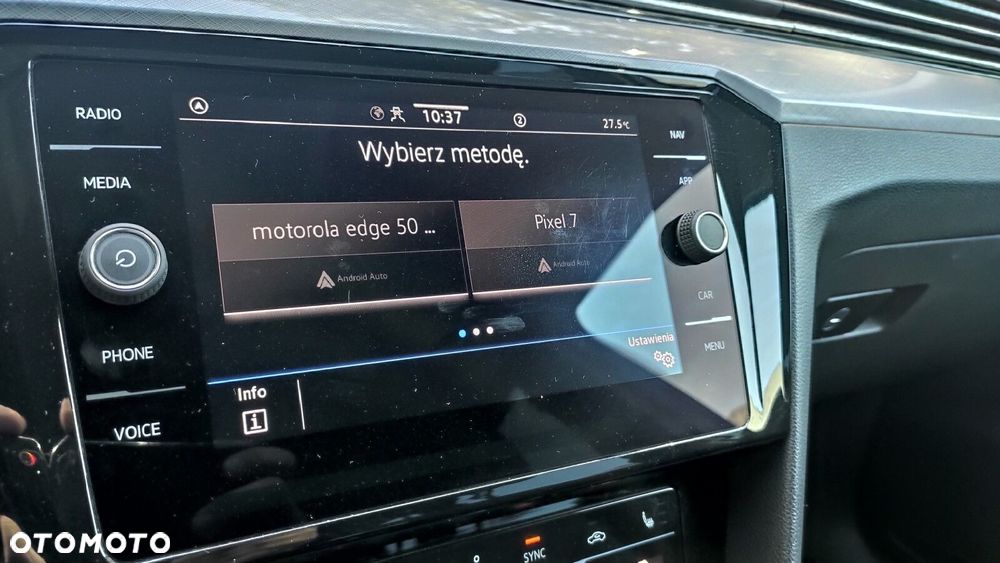 RADIO
MEDIA
PHONE
VOICE
10:37
2
27.5°C
Wybierz metodę.
motorola edge 50 ...
Android Auto
Pixel 7
Android Auto
Ustawienia
Info
i
NAV
APP
CAR
MENU
SYNC
OTOMOTO